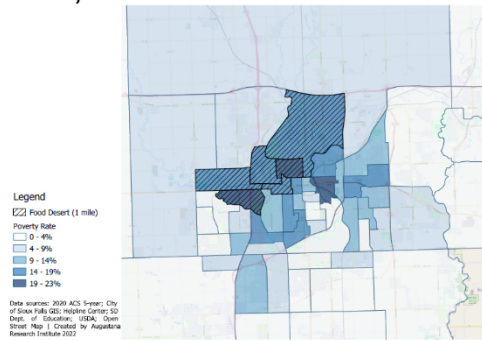 Legend
Food Desert (1 mile)
Poverty Rate
0 - 4%
4 - 9%
9 - 14%
14 - 19%
19 - 23%
Data sources: 2020 ACS 5-year; City
of Sioux Falls GIS; Helpline Center; SD
Dept. of Education; USDA; Open
Street Map | Created by Augustana
Research Institute 2022